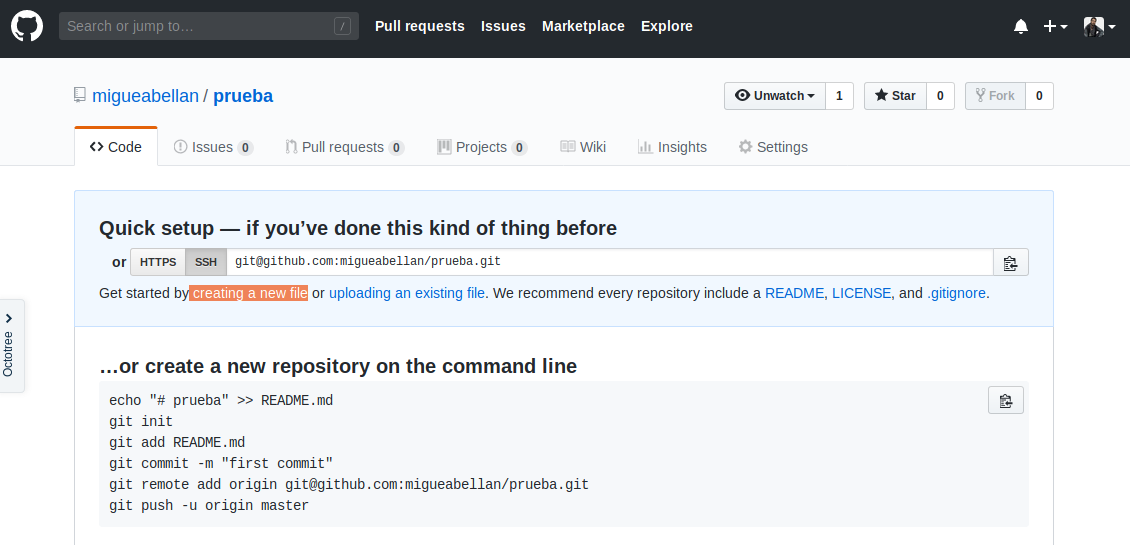 Search or jump to… / Pull requests Issues Marketplace Explore
migueabellan / prueba Unwatch 1 Star 0 Fork 0
Code Issues 0 Pull requests 0 Projects 0 Wiki Insights Settings
Quick setup — if you’ve done this kind of thing before
or HTTPS SSH git@github.com:migueabellan/prueba.git
Get started by creating a new file or uploading an existing file. We recommend every repository include a README, LICENSE, and .gitignore.
Octotree
…or create a new repository on the command line
echo "# prueba" >> README.md
git init
git add README.md
git commit -m "first commit"
git remote add origin git@github.com:migueabellan/prueba.git
git push -u origin master